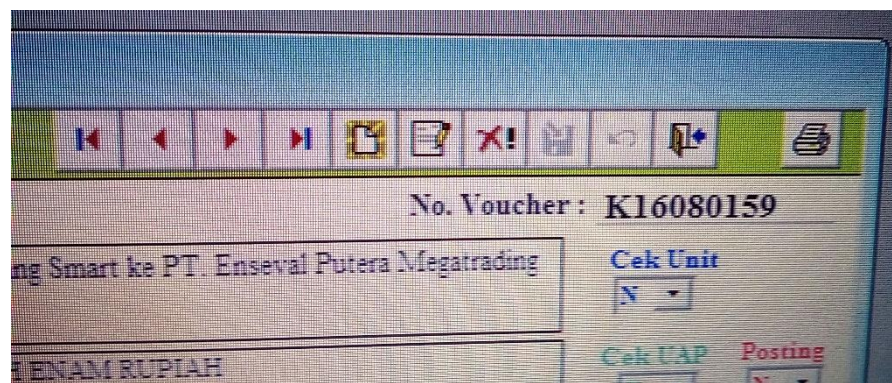 No. Voucher : K16080159
ng Smart ke PT. Enseval Putera Megatrading
Cek Unit
N
H ENAM RUPIAH
Cek UAP
Posting
N